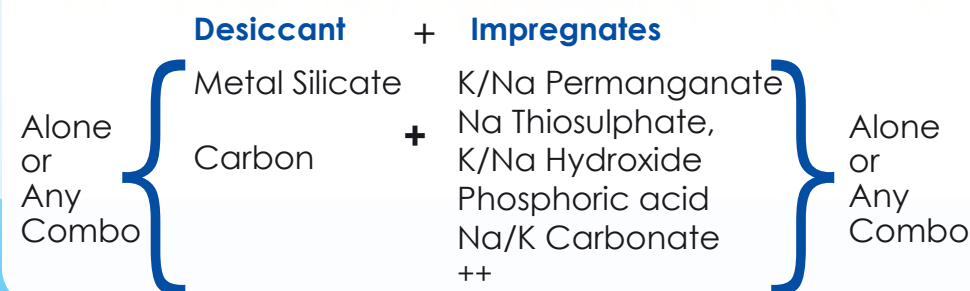 Desiccant + Impregnates
Alone
or
Any
Combo
Metal Silicate
Carbon
+
K/Na Permanganate
Na Thiosulphate,
K/Na Hydroxide
Phosphoric acid
Na/K Carbonate
++
Alone
or
Any
Combo